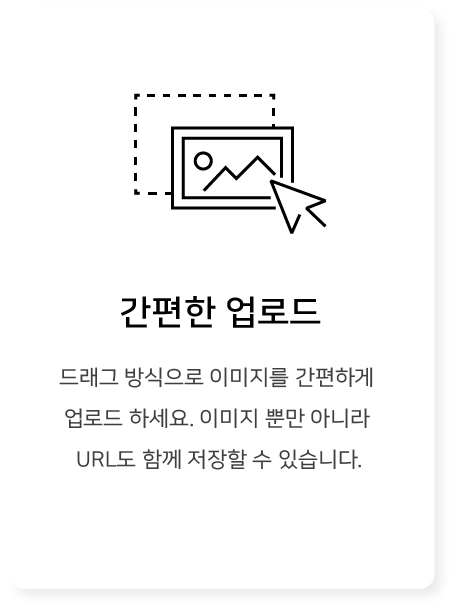 간편한 업로드
드래그 방식으로 이미지를 간편하게
업로드 하세요. 이미지 뿐만 아니라
URL도 함께 저장할 수 있습니다.